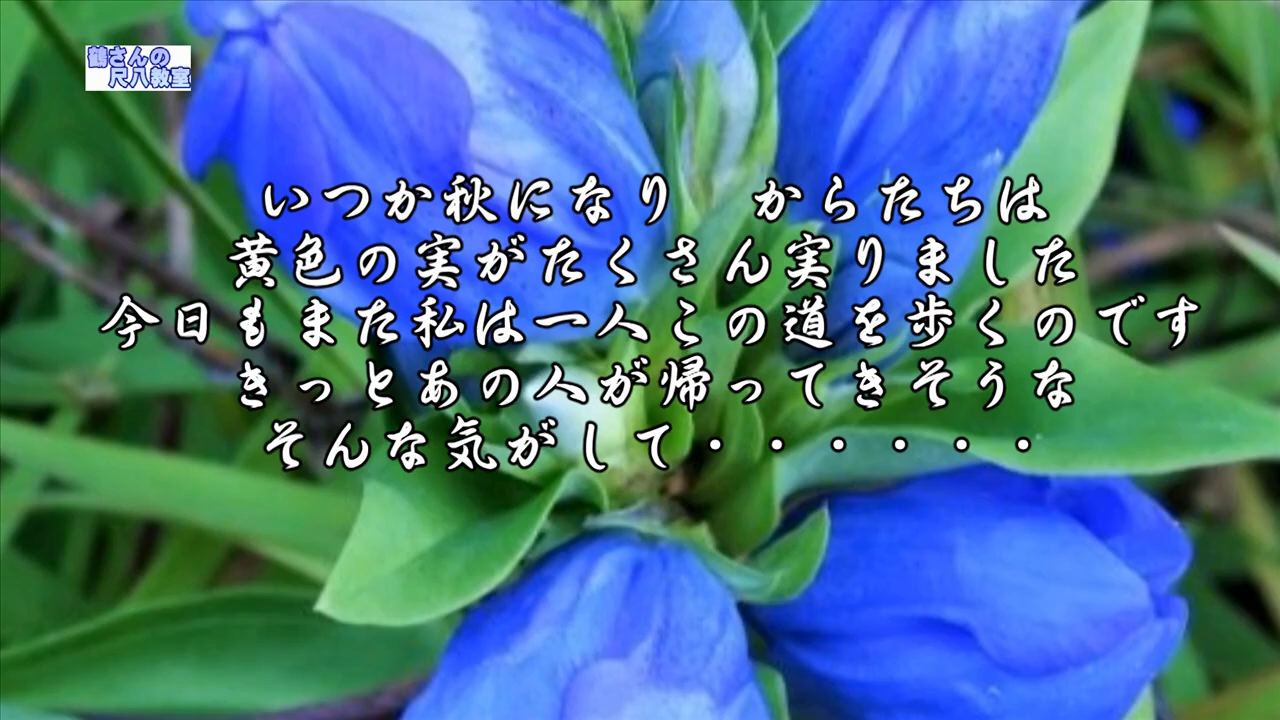 鶴さんの
尺八教室
いつか秋になり　からたちは
黄色の実がたくさん実りました
今日もまた私は一人この道を歩くのです
きっとあの人が帰ってきそうな
そんな気がして・・・・・・